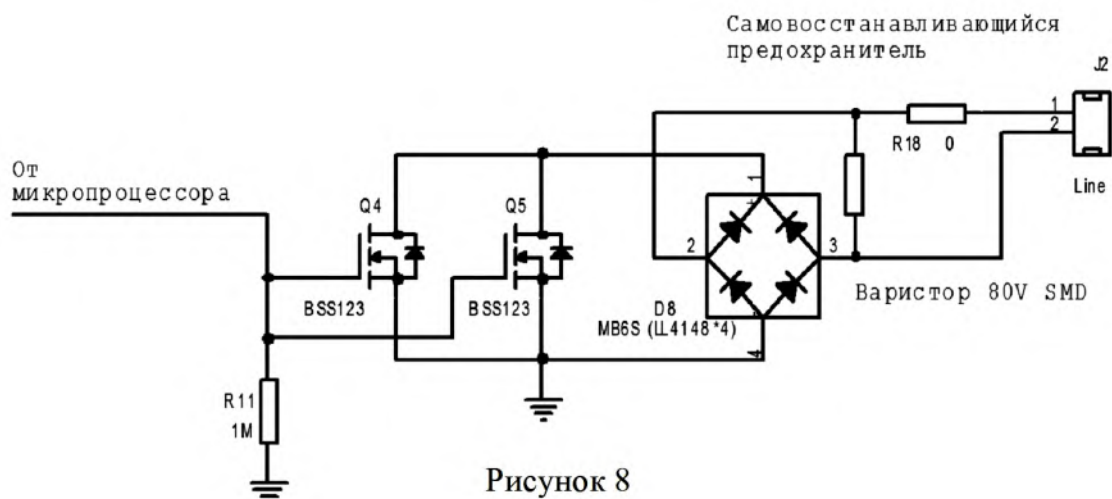 Самовосстанавливающийся
предохранитель
J2
1
2
R18 0
Line
От
микропроцессора
Q4
Q5
1
2
3
4
BSS123
BSS123
D8
MB6S (LL4148*4)
Варистор 80V SMD
R11
1M
Рисунок 8